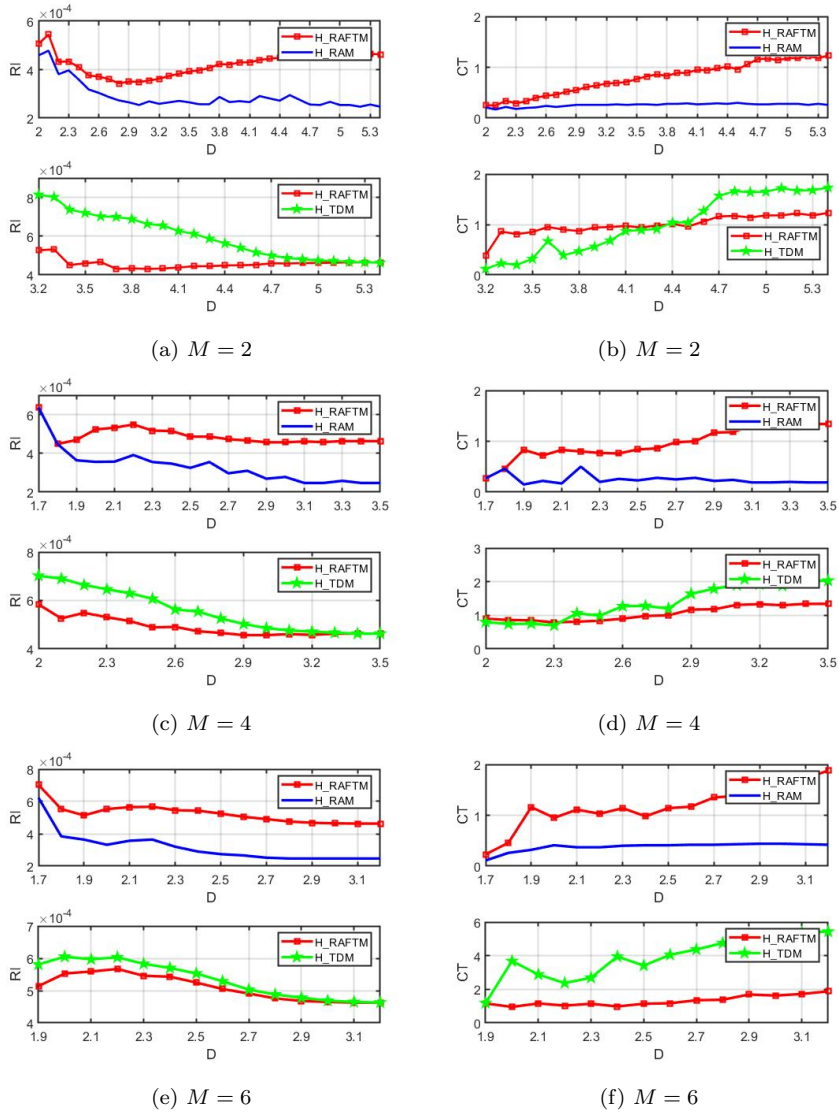 ×10-4
8
6
4
2
RI
H_RAFTM
H_RAM
2 2.3 2.6 2.9 3.2 3.5 3.8 4.1 4.4 4.7 5 5.3
D
2
1
0
CT
H_RAFTM
H_RAM
2 2.3 2.6 2.9 3.2 3.5 3.8 4.1 4.4 4.7 5 5.3
D
×10-4
8
6
4
RI
H_RAFTM
H_TDM
3.2 3.5 3.8 4.1 4.4 4.7 5 5.3
D
2
1
0
CT
H_RAFTM
H_TDM
3.2 3.5 3.8 4.1 4.4 4.7 5 5.3
D
(a) M = 2
(b) M = 2
×10-4
6
4
2
RI
H_RAFTM
H_RAM
1.7 1.9 2.1 2.3 2.5 2.7 2.9 3.1 3.3 3.5
D
2
1
0
CT
H_RAFTM
H_RAM
1.7 1.9 2.1 2.3 2.5 2.7 2.9 3.1 3.3 3.5
D
×10-4
8
6
4
RI
H_RAFTM
H_TDM
2 2.3 2.6 2.9 3.2 3.5
D
3
2
1
0
CT
H_RAFTM
H_TDM
2 2.3 2.6 2.9 3.2 3.5
D
(c) M = 4
(d) M = 4
×10-4
8
6
4
2
RI
H_RAFTM
H_RAM
1.7 1.9 2.1 2.3 2.5 2.7 2.9 3.1
D
2
1
0
CT
H_RAFTM
H_RAM
1.7 1.9 2.1 2.3 2.5 2.7 2.9 3.1
D
×10-4
7
6
5
4
RI
H_RAFTM
H_TDM
1.9 2.1 2.3 2.5 2.7 2.9 3.1
D
6
4
2
0
CT
H_RAFTM
H_TDM
1.9 2.1 2.3 2.5 2.7 2.9 3.1
D
(e) M = 6
(f) M = 6